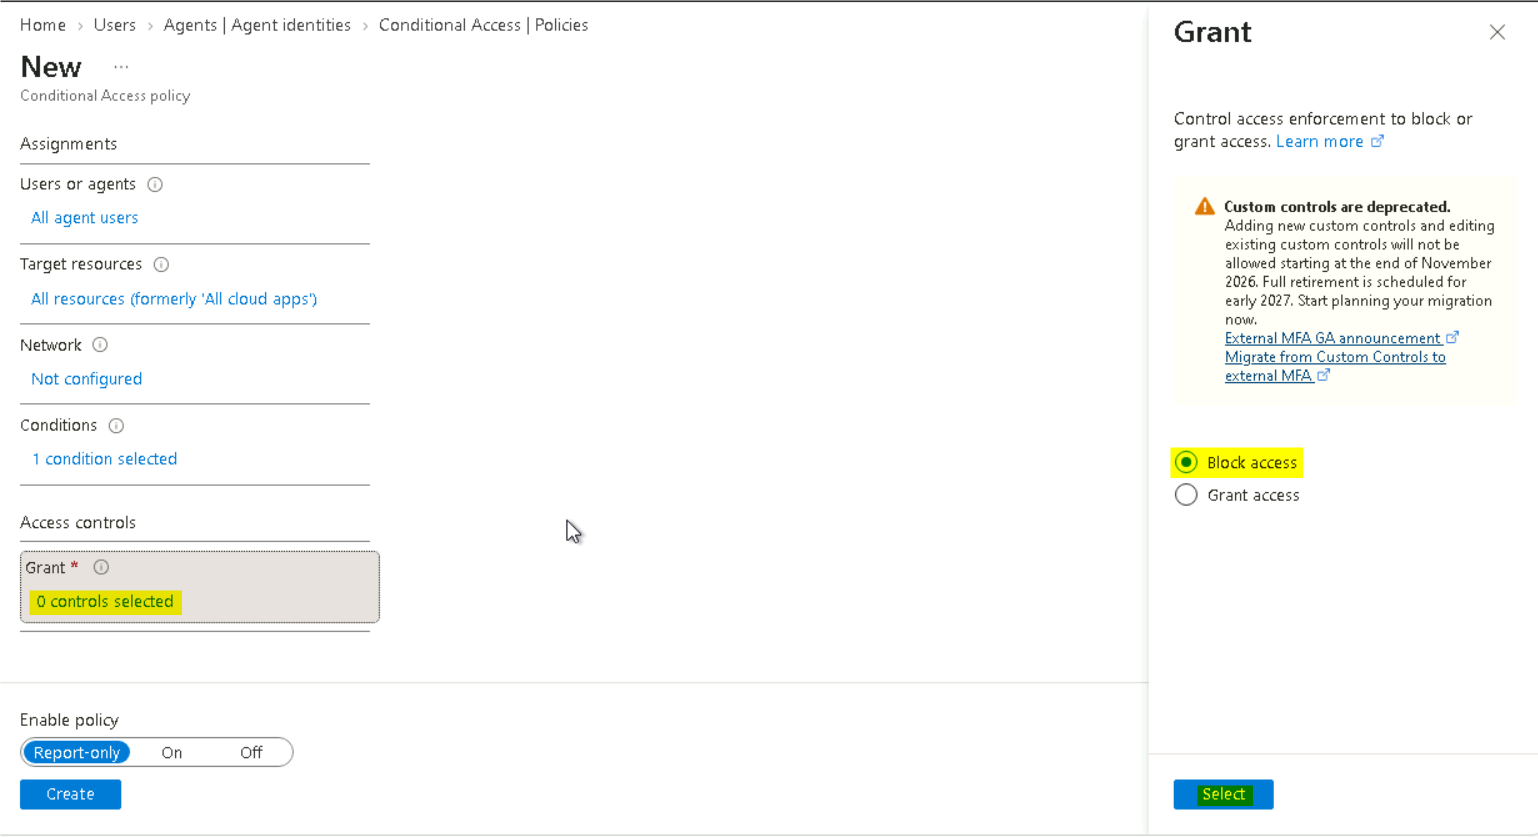 Home > Users > Agents | Agent identities > Conditional Access | Policies
New ...
Conditional Access policy
Assignments
Users or agents
All agent users
Target resources
All resources (formerly 'All cloud apps')
Network
Not configured
Conditions
1 condition selected
Access controls
Grant *
0 controls selected
Enable policy
Report-only On Off
Create
Grant
Control access enforcement to block or
grant access. Learn more
Custom controls are deprecated.
Adding new custom controls and editing
existing custom controls will not be
allowed starting at the end of November
2026. Full retirement is scheduled for
early 2027. Start planning your migration
now.
External MFA GA announcement
Migrate from Custom Controls to
external MFA
Block access
Grant access
Select